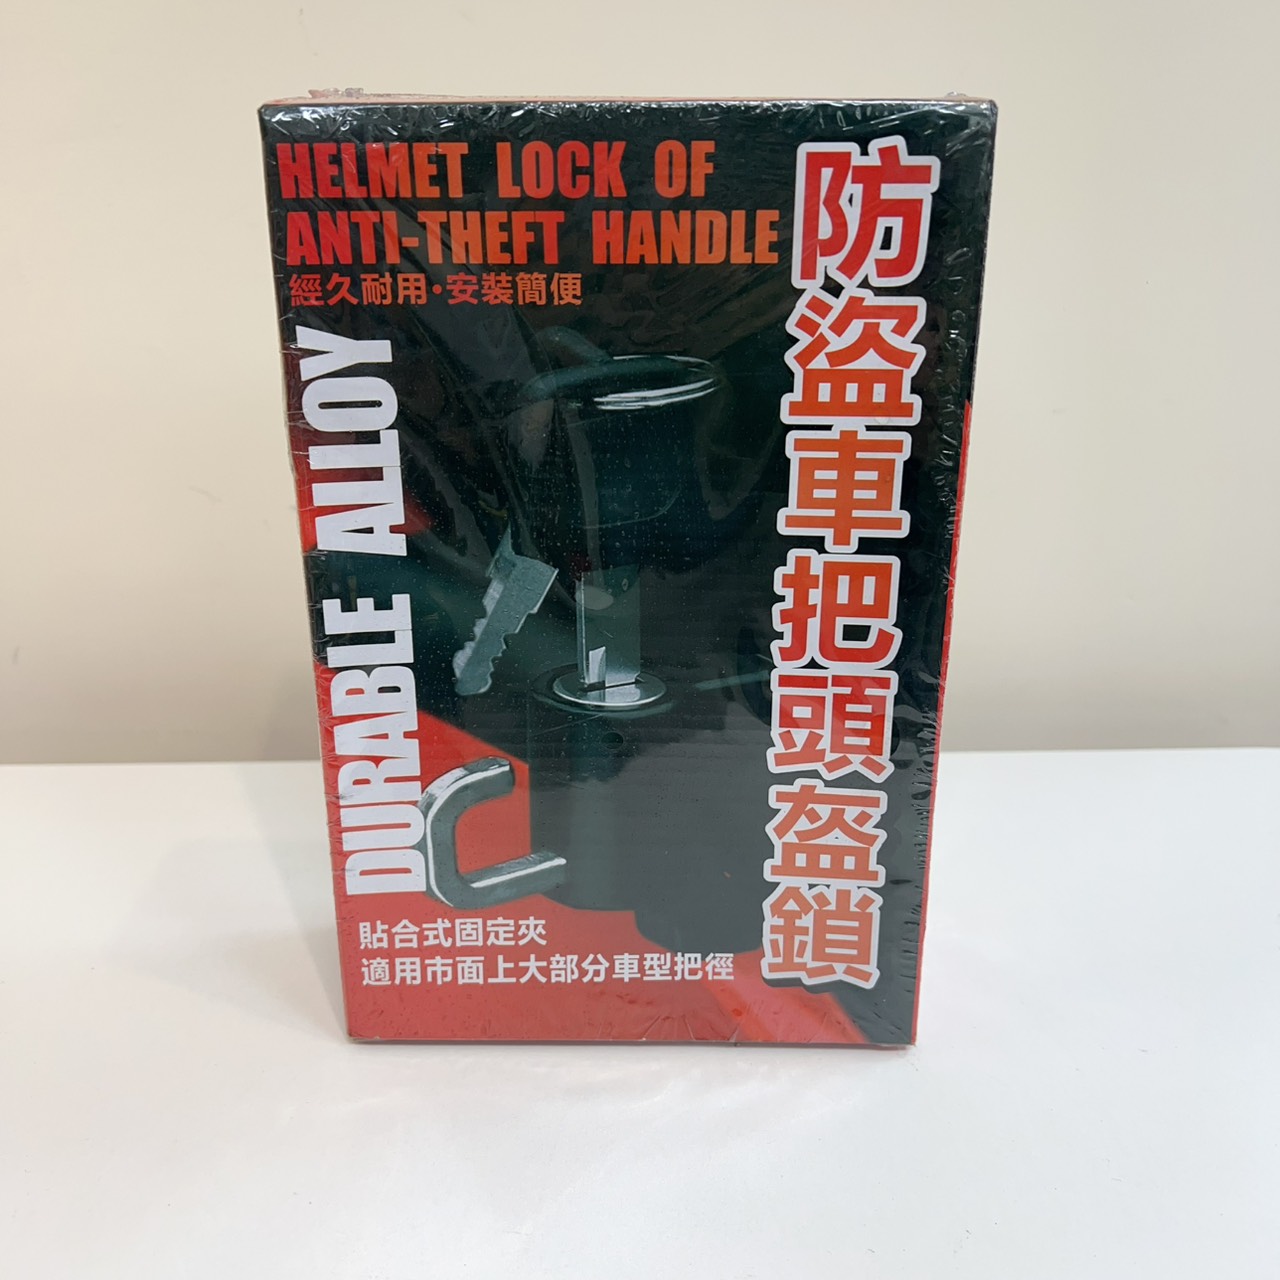 HELMET LOCK OF
ANTI-THEFT HANDLE
經久耐用·安裝簡便
防盜車把頭盔鎖
DURABLE ALLOY
貼合式固定夾
適用市面上大部分車型把徑